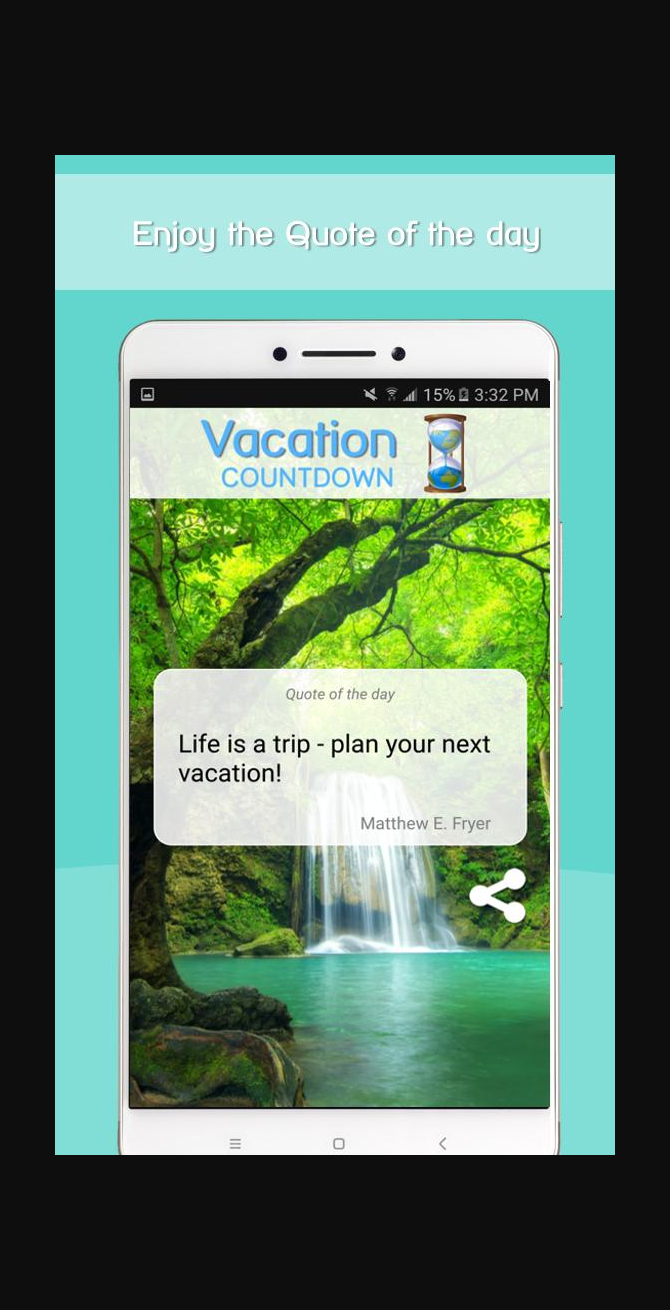 Enjoy the Quote of the day
15% 3:32 PM
Vacation
COUNTDOWN
Quote of the day
Life is a trip - plan your next
vacation!
Matthew E. Fryer